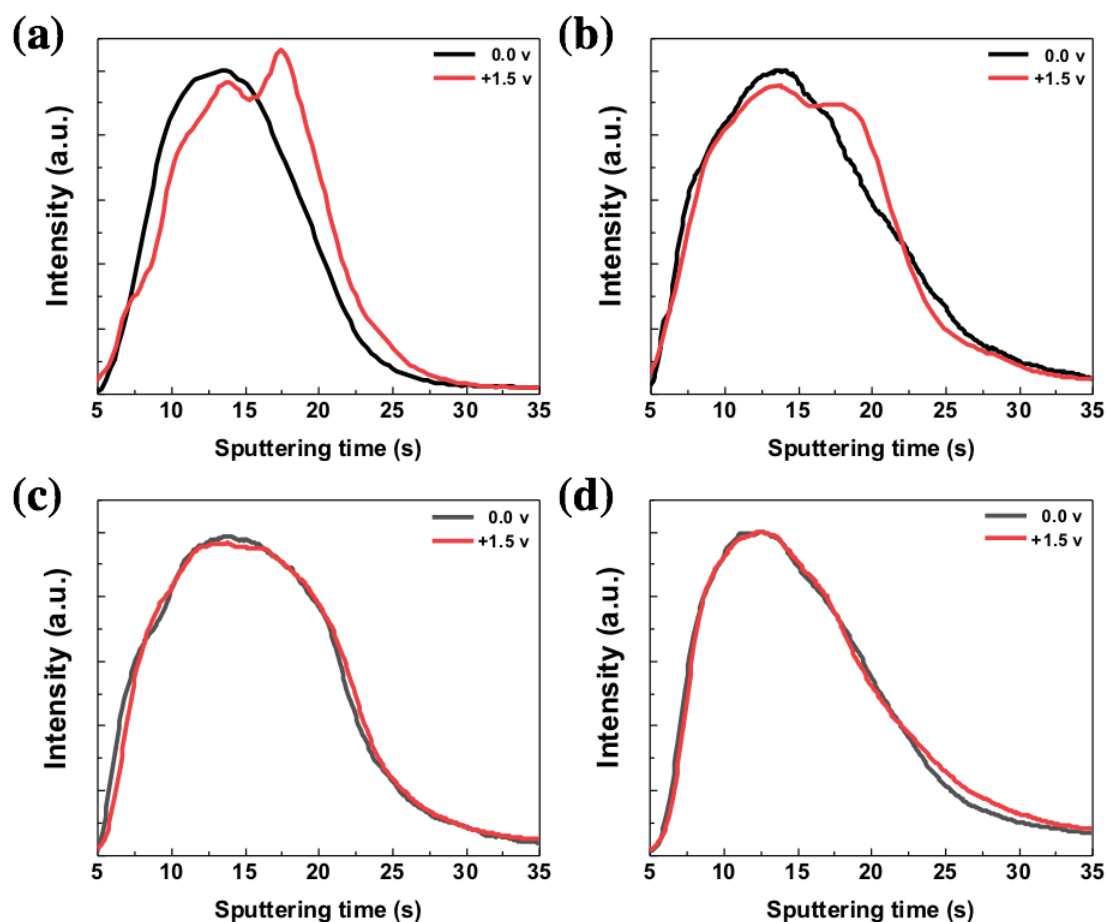 (a)
0.0 v
+1.5 v
Intensity (a.u.)
5 10 15 20 25 30 35
Sputtering time (s)
(b)
0.0 v
+1.5 v
Intensity (a.u.)
5 10 15 20 25 30 35
Sputtering time (s)
(c)
0.0 v
+1.5 v
Intensity (a.u.)
5 10 15 20 25 30 35
Sputtering time (s)
(d)
0.0 v
+1.5 v
Intensity (a.u.)
5 10 15 20 25 30 35
Sputtering time (s)